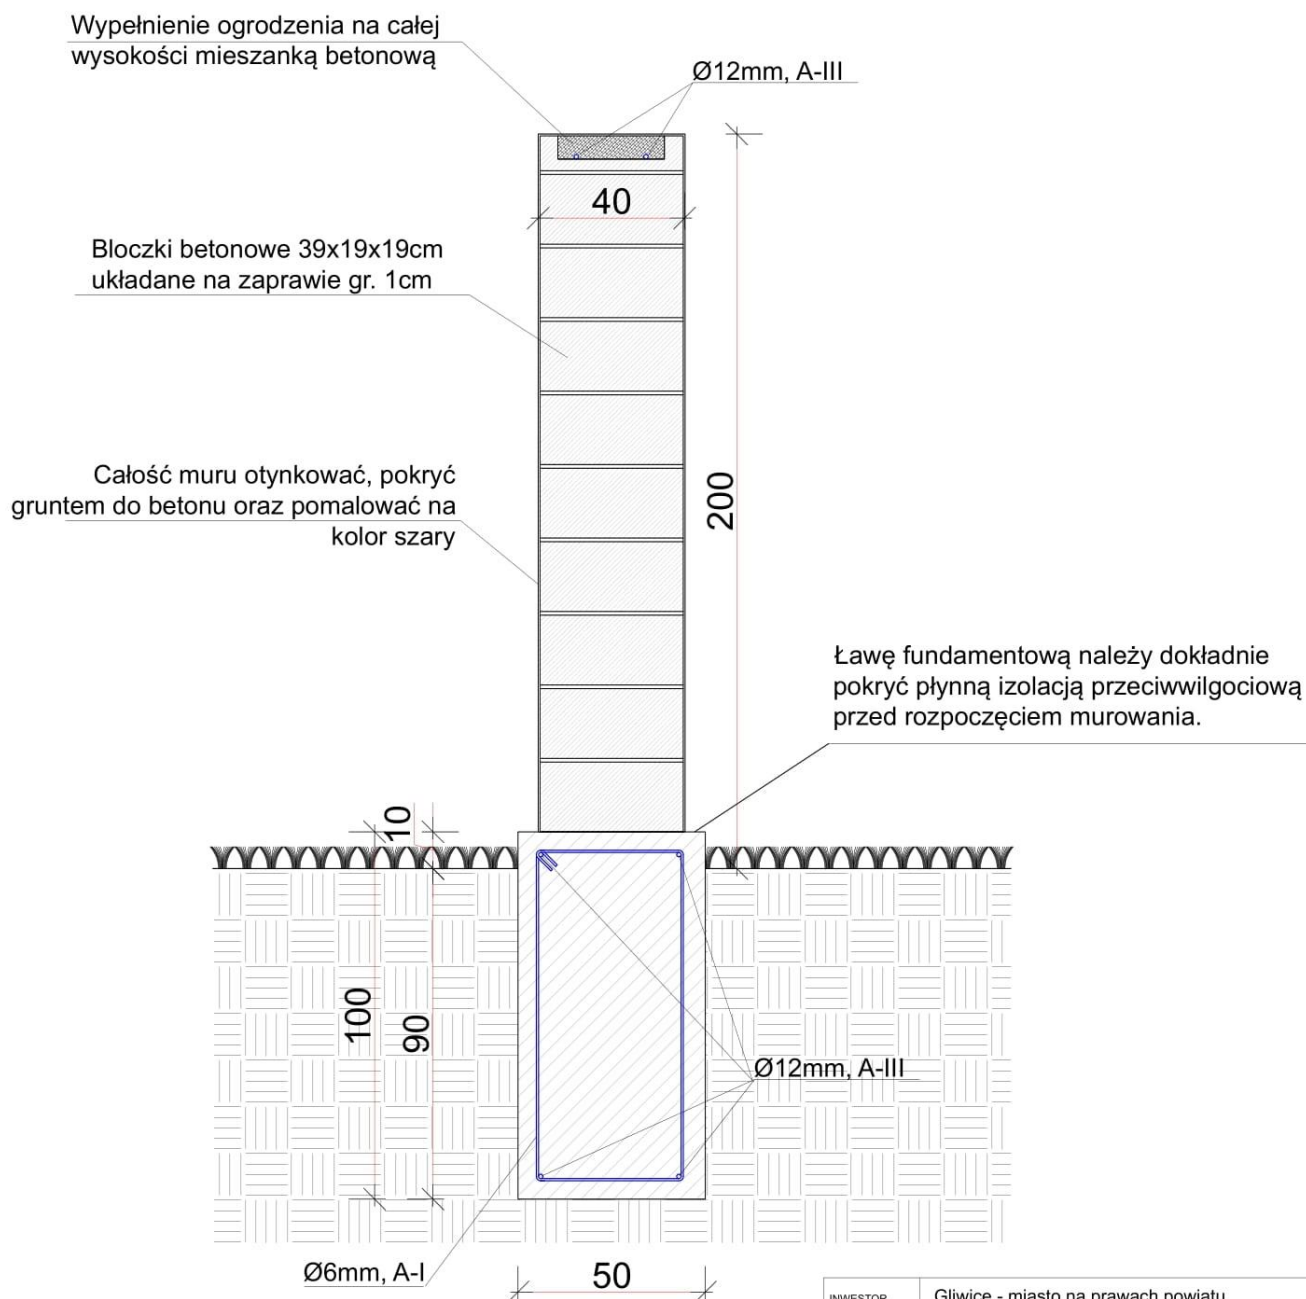 Wypełnienie ogrodzenia na całej
wysokości mieszanką betonową
Ø12mm, A-III
40
Bloczki betonowe 39x19x19cm
układane na zaprawie gr. 1cm
Całość muru otynkować, pokryć
gruntem do betonu oraz pomalować na
kolor szary
200
Ławę fundamentową należy dokładnie
pokryć płynną izolacją przeciwwilgociową
przed rozpoczęciem murowania.
10
100
90
Ø12mm, A-III
Ø6mm, A-I
50
INWESTOR
Gliwice - miasto na prawach powiatu